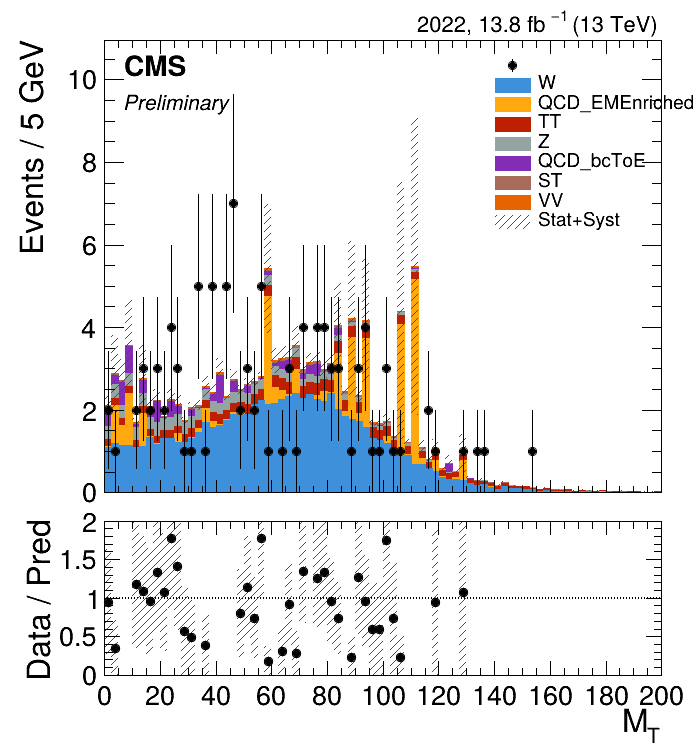 2022, 13.8 fb⁻¹ (13 TeV)
Events / 5 GeV
10
8
6
4
2
0
CMS
Preliminary
W
QCD_EMEnriched
TT
Z
QCD_bcToE
ST
VV
Stat+Syst
Data / Pred
2
1.5
1
0.5
0
0 20 40 60 80 100 120 140 160 180 200
M_T